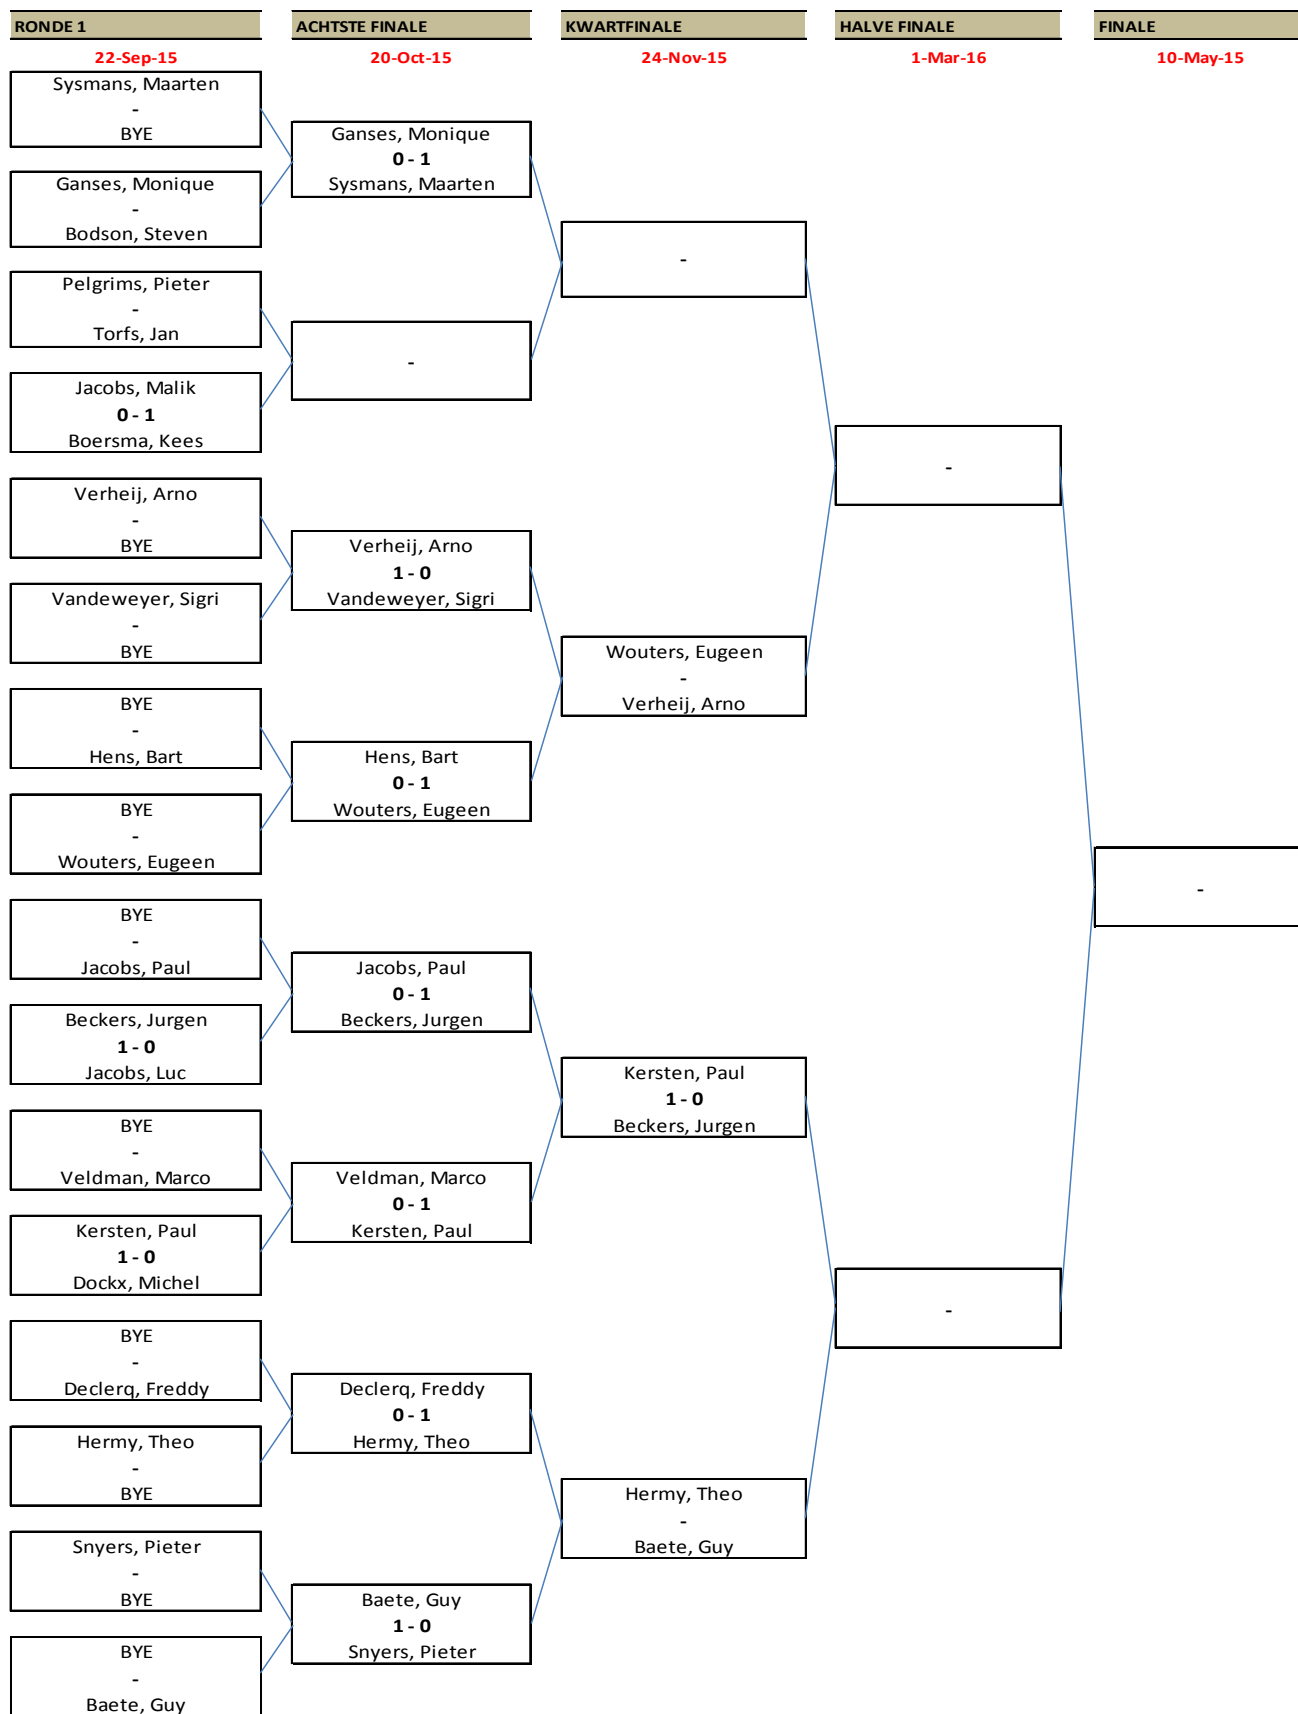 RONDE 1
22-Sep-15
Sysmans, Maarten
-
BYE
Ganses, Monique
-
Bodson, Steven
Pelgrims, Pieter
-
Torfs, Jan
Jacobs, Malik
0 - 1
Boersma, Kees
Verheij, Arno
-
BYE
Vandeweyer, Sigri
-
BYE
BYE
-
Hens, Bart
BYE
-
Wouters, Eugeen
BYE
-
Jacobs, Paul
Beckers, Jurgen
1 - 0
Jacobs, Luc
BYE
-
Veldman, Marco
Kersten, Paul
1 - 0
Dockx, Michel
BYE
-
Declerq, Freddy
Hermy, Theo
-
BYE
Snyers, Pieter
-
BYE
BYE
-
Baete, Guy
ACHTSTE FINALE
20-Oct-15
Ganses, Monique
0 - 1
Sysmans, Maarten
-
Verheij, Arno
1 - 0
Vandeweyer, Sigri
Hens, Bart
0 - 1
Wouters, Eugeen
Jacobs, Paul
0 - 1
Beckers, Jurgen
Veldman, Marco
0 - 1
Kersten, Paul
Declerq, Freddy
0 - 1
Hermy, Theo
Baete, Guy
1 - 0
Snyers, Pieter
KWARTFINALE
24-Nov-15
-
Wouters, Eugeen
-
Verheij, Arno
Kersten, Paul
1 - 0
Beckers, Jurgen
Hermy, Theo
-
Baete, Guy
HALVE FINALE
1-Mar-16
-
-
FINALE
10-May-15
-